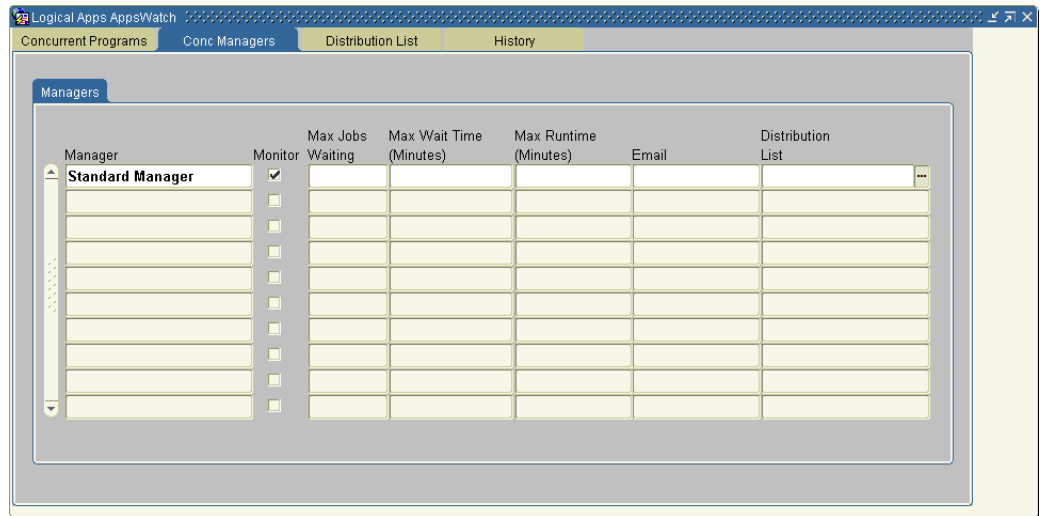 Logical Apps AppsWatch
Concurrent Programs Conc Managers Distribution List History
Managers
Max Jobs Max Wait Time Max Runtime Distribution
Manager Monitor Waiting (Minutes) (Minutes) Email List
Standard Manager ...